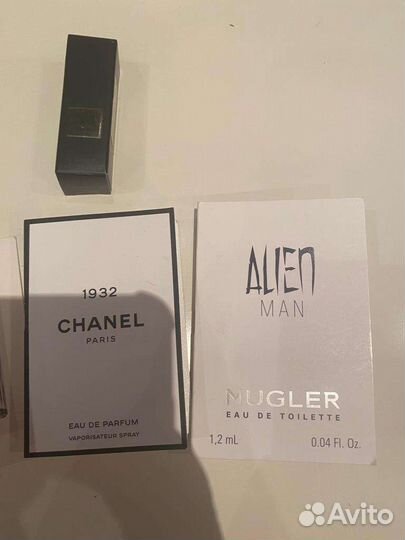 1932
CHANEL
PARIS
EAU DE PARFUM
VAPORISATEUR SPRAY
ALIEN
MAN
MUGLER
EAU DE TOILETTE
1,2 mL 0.04 Fl. Oz.
Avito